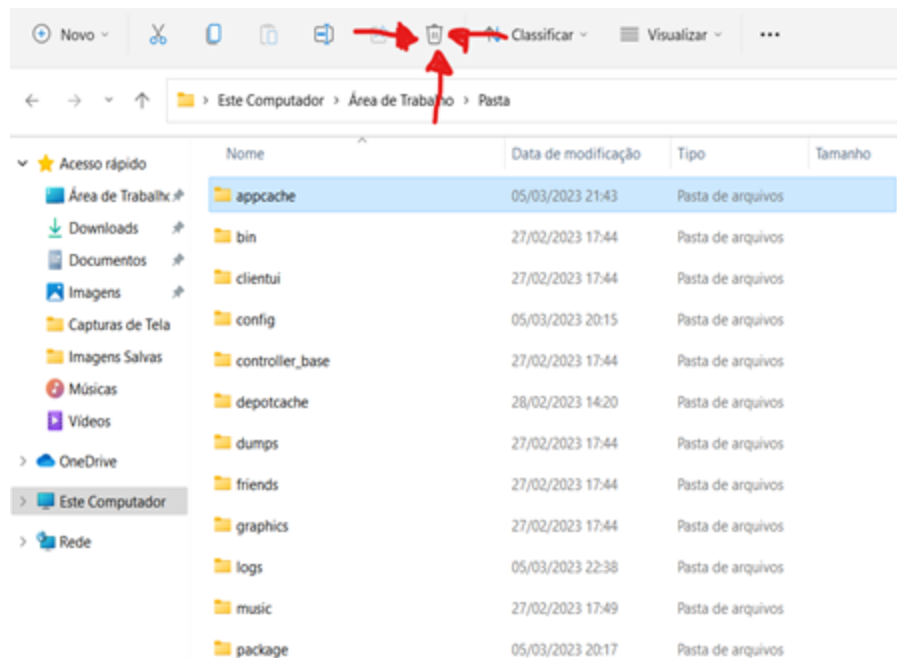 Novo Classificar Visualizar
Este Computador > Área de Trabalho > Pasta
Nome Data de modificação Tipo Tamanho
Acesso rápido
Área de Trabalhc
Downloads
Documentos
Imagens
Capturas de Tela
Imagens Salvas
Músicas
Vídeos
OneDrive
Este Computador
Rede
appcache 05/03/2023 21:43 Pasta de arquivos
bin 27/02/2023 17:44 Pasta de arquivos
clientui 27/02/2023 17:44 Pasta de arquivos
config 05/03/2023 20:15 Pasta de arquivos
controller_base 27/02/2023 17:44 Pasta de arquivos
depotcache 28/02/2023 14:20 Pasta de arquivos
dumps 27/02/2023 17:44 Pasta de arquivos
friends 27/02/2023 17:44 Pasta de arquivos
graphics 27/02/2023 17:44 Pasta de arquivos
logs 05/03/2023 22:38 Pasta de arquivos
music 27/02/2023 17:49 Pasta de arquivos
package 05/03/2023 20:17 Pasta de arquivos